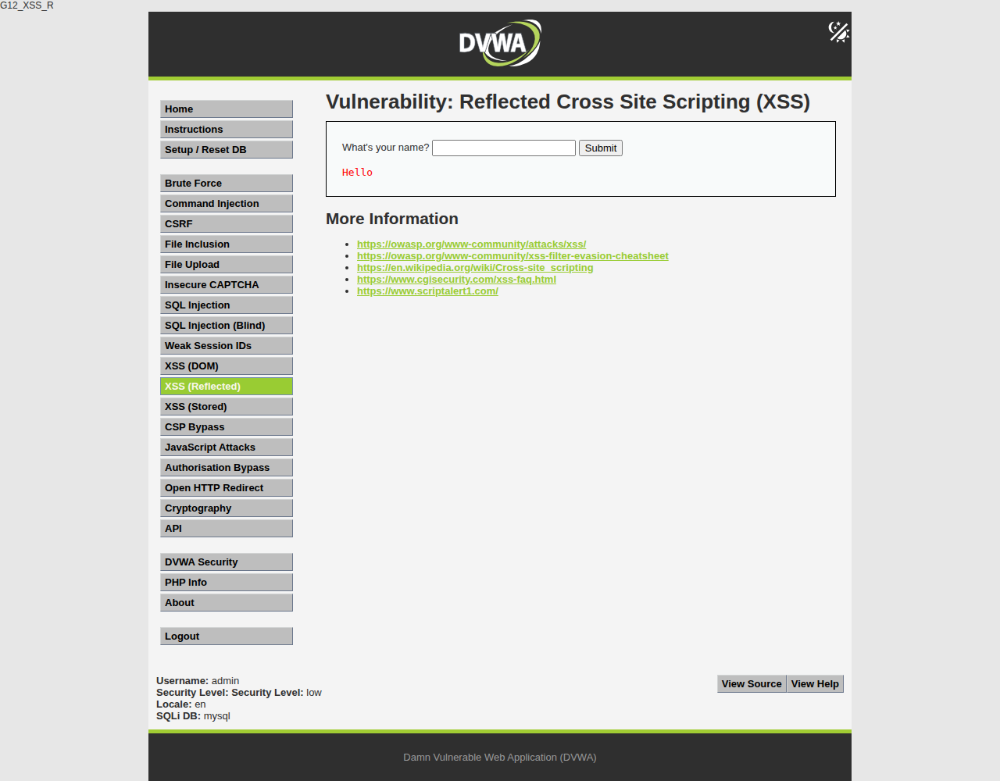 G12_XSS_R
DVWA
Home
Instructions
Setup / Reset DB
Brute Force
Command Injection
CSRF
File Inclusion
File Upload
Insecure CAPTCHA
SQL Injection
SQL Injection (Blind)
Weak Session IDs
XSS (DOM)
XSS (Reflected)
XSS (Stored)
CSP Bypass
JavaScript Attacks
Authorisation Bypass
Open HTTP Redirect
Cryptography
API
DVWA Security
PHP Info
About
Logout
Vulnerability: Reflected Cross Site Scripting (XSS)
What's your name? Submit
Hello
More Information
https://owasp.org/www-community/attacks/xss/
https://owasp.org/www-community/xss-filter-evasion-cheatsheet
https://en.wikipedia.org/wiki/Cross-site_scripting
https://www.cgisecurity.com/xss-faq.html
https://www.scriptalert1.com/
Username: admin
Security Level: Security Level: low
Locale: en
SQLi DB: mysql
View Source View Help
Damn Vulnerable Web Application (DVWA)